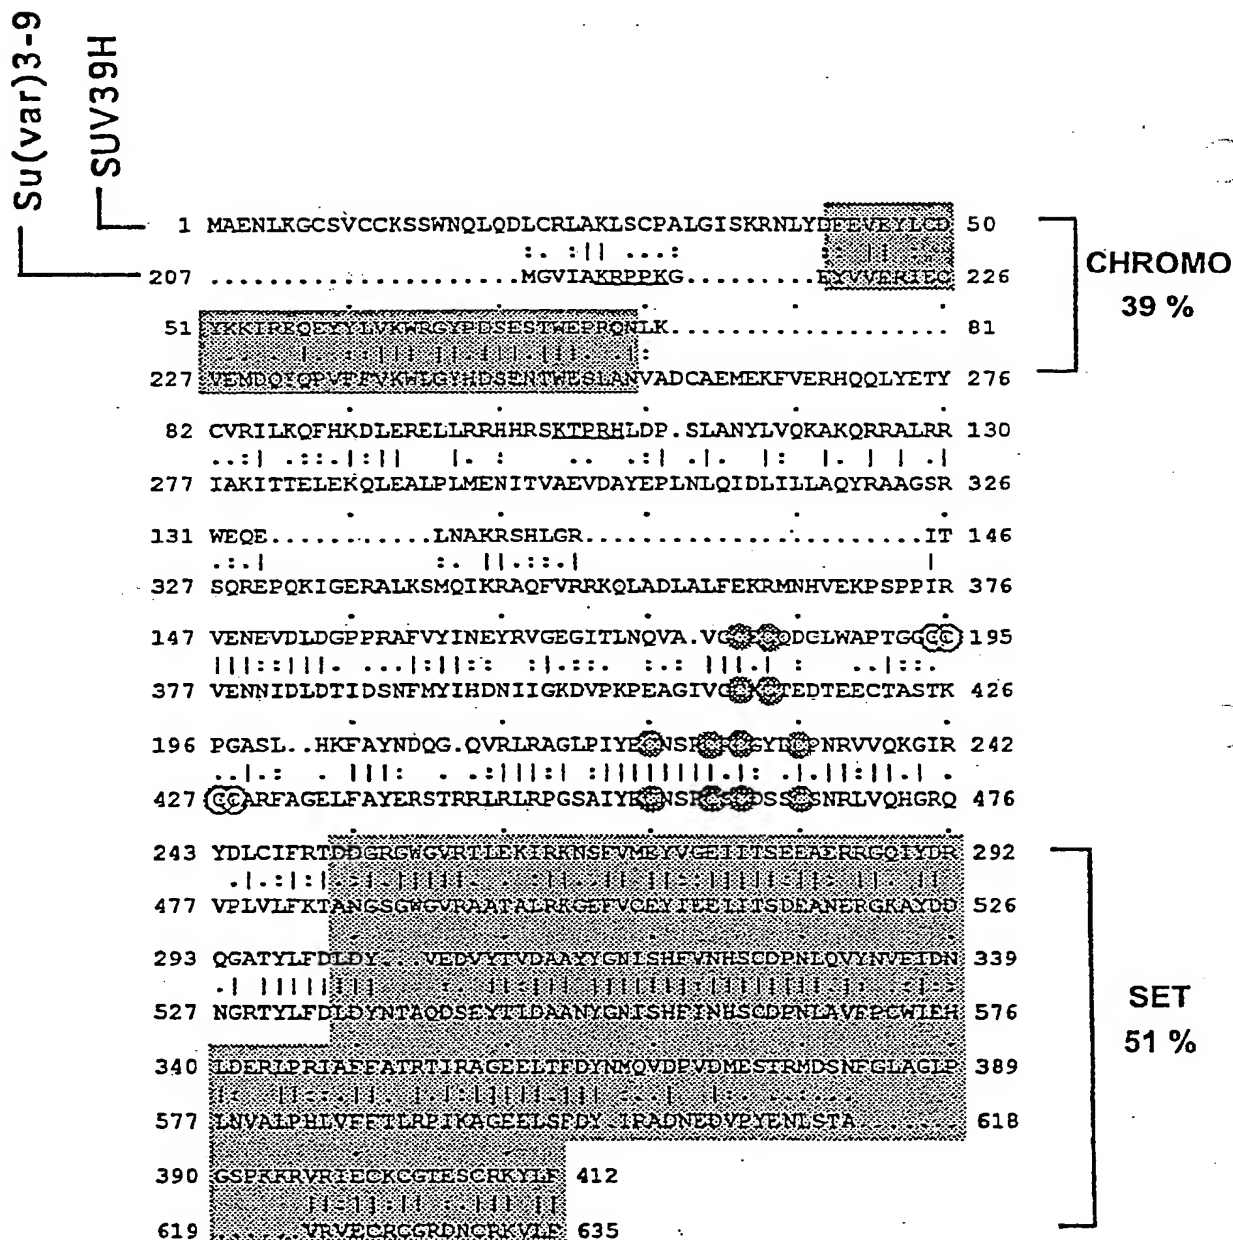 Su(var)3-9
SUV39H
1 MAENLKGCSVCCKSSWNQLQDLCRLAKLSCPALGISKRNLYDFEVEYLCD 50
207 .....................MGVIAKRPPKG.........EYVVERIEC 226
CHROMO
39 %
51 YKKIREQEYYLVKWRGYPDSESTWEPRQNLK................... 81
227 VEMDQYQPVFFVKWLGYHDSENTWESLANVADCAEMEKFVERHQQLYETY 276
82 CVRILKQFHKDLERELLRRHHRSKTPRHLDP.SLANYLVQKAKQRRALRR 130
277 IAKITTELEKQLEALPLMENITVAEVDAYEPLNLQIDLILLAQYRAAGSR 326
131 WEQE...........LNAKRSHLGR.......................IT 146
327 SQREPQKIGERALKSMQIKRAQFVRRKQLADLALFEKRMNHVEKPSPPIR 376
147 VENEVDLDGPPRAFVYINEYRVGEGITLNQVA.VGCECQDCLWAPTGGCC 195
377 VENNIDLDTIDSNFMYIHDNIIGKDVPKPEAGIVGCKCTEDTEECTASTK 426
196 PGASL..HKFAYNDQG.QVRLRAGLPIYECNSRCRCGYDCPNRVVQKGIR 242
427 CCARFAGELFAYERSTRRLRLRPGSAIYECNSRCSCDSSCSNRLVQHGRQ 476
243 YDLCIFRTDDGRGWGVRTLEKIRKNSFVMEYVGEIITSEEAERRGQIYDR 292
477 VPLVLFKTANGSGWGVRAATALRKGEFVCEYIGEIITSDEANERGKAYDD 526
293 QGATYLFDLDY...VEDVYTVDAAYYGNISHFVNHSCDPNLQVYNVFIDN 339
527 NGRTYLFDLDYNTAQDSEYTIDAANYGNISHFINHSCDPNLAVFPCWIEH 576
SET
51 %
340 LDERLPRIAFFATRTIRAGEELTFDYNMQVDPVDMESTRMDSNFGLAGLP 389
577 LNVALPHLVFFTLRPIKAGEELSFDY.IRADNEDVPYENLSTA....... 618
390 GSPKKRVRIECKCGTESCRKYLF 412
619 ......VRVECRCGRDNCRKVLF 635